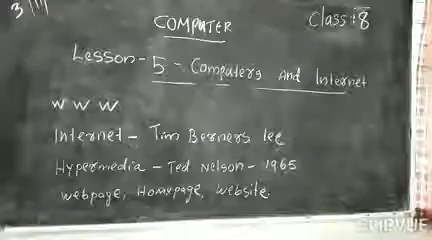 COMPUTER
Class: 8
Lesson - 5 - Computers And Internet
W W W
Internet - Tim Berners lee
Hypermedia - Ted Nelson - 1965
Webpage, Homepage, Website.